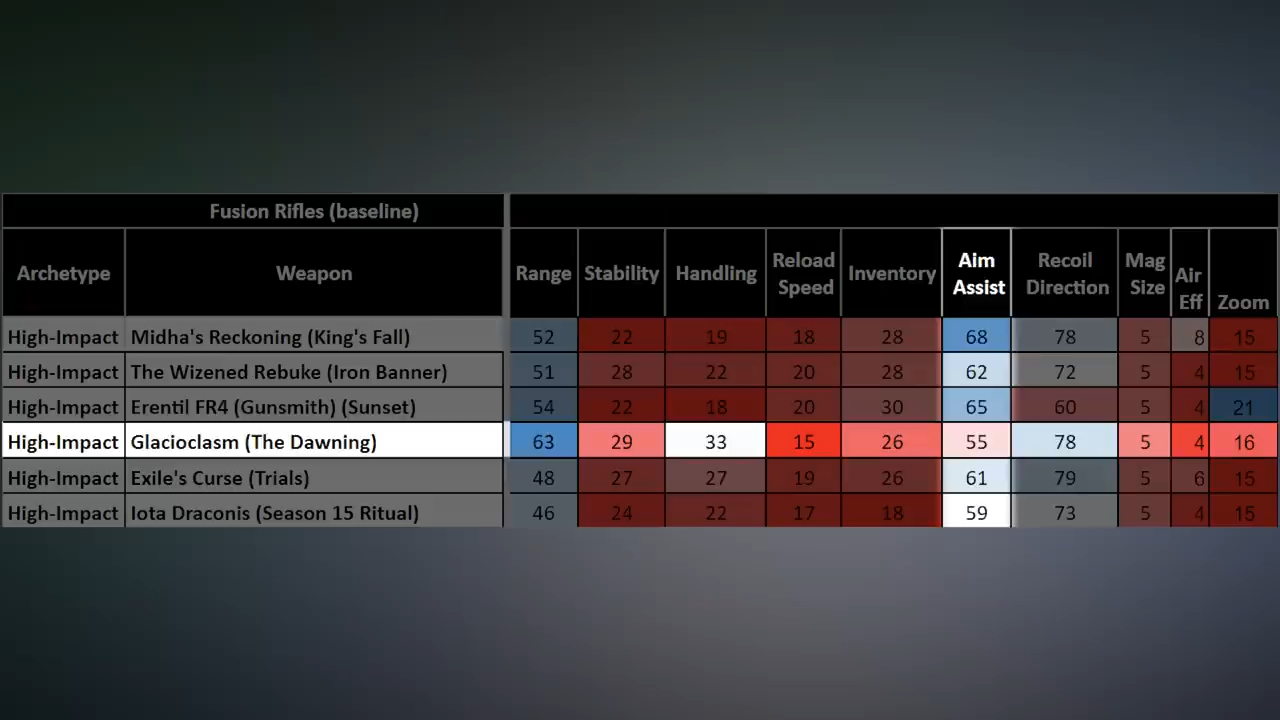 Fusion Rifles (baseline)
Archetype Weapon Range Stability Handling Reload Speed Inventory Aim Assist Recoil Direction Mag Size Air Eff Zoom
High-Impact Midha's Reckoning (King's Fall) 52 22 19 18 28 68 78 5 8 15
High-Impact The Wizened Rebuke (Iron Banner) 51 28 22 20 28 62 72 5 4 15
High-Impact Erentil FR4 (Gunsmith) (Sunset) 54 22 18 20 30 65 60 5 4 21
High-Impact Glacioclasm (The Dawning) 63 29 33 15 26 55 78 5 4 16
High-Impact Exile's Curse (Trials) 48 27 27 19 26 61 79 5 6 15
High-Impact Iota Draconis (Season 15 Ritual) 46 24 22 17 18 59 73 5 4 15